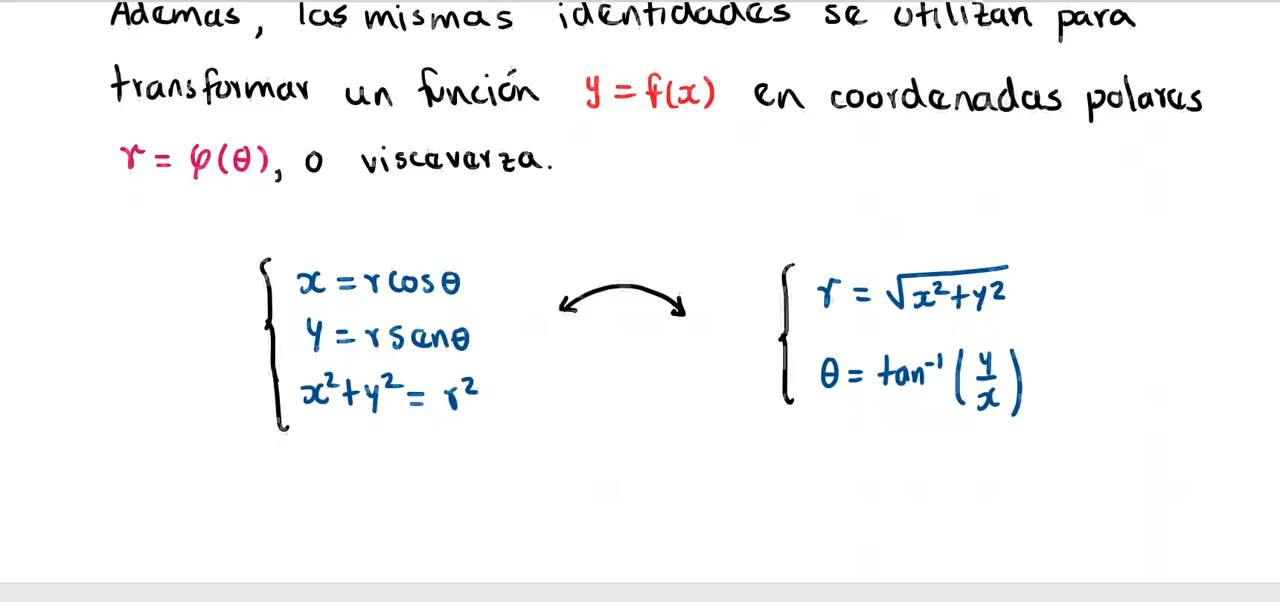 Además, las mismas identidades se utilizan para
transformar un función y = f(x) en coordenadas polares
r = φ(θ), o visceverza.
x = r cos θ
y = r sen θ
x² + y² = r²
r = √x² + y²
θ = tan⁻¹ (y/x)